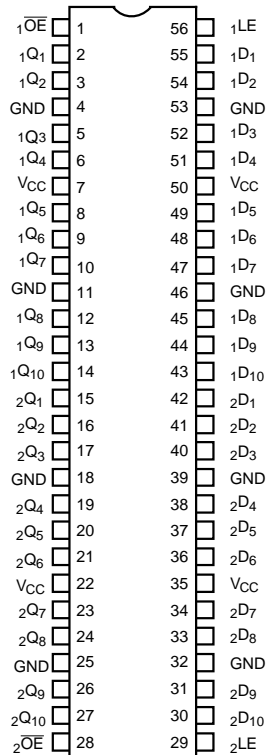 1OE 1 56 1LE
1Q1 2 55 1D1
1Q2 3 54 1D2
GND 4 53 GND
1Q3 5 52 1D3
1Q4 6 51 1D4
VCC 7 50 VCC
1Q5 8 49 1D5
1Q6 9 48 1D6
1Q7 10 47 1D7
GND 11 46 GND
1Q8 12 45 1D8
1Q9 13 44 1D9
1Q10 14 43 1D10
2Q1 15 42 2D1
2Q2 16 41 2D2
2Q3 17 40 2D3
GND 18 39 GND
2Q4 19 38 2D4
2Q5 20 37 2D5
2Q6 21 36 2D6
VCC 22 35 VCC
2Q7 23 34 2D7
2Q8 24 33 2D8
GND 25 32 GND
2Q9 26 31 2D9
2Q10 27 30 2D10
2OE 28 29 2LE